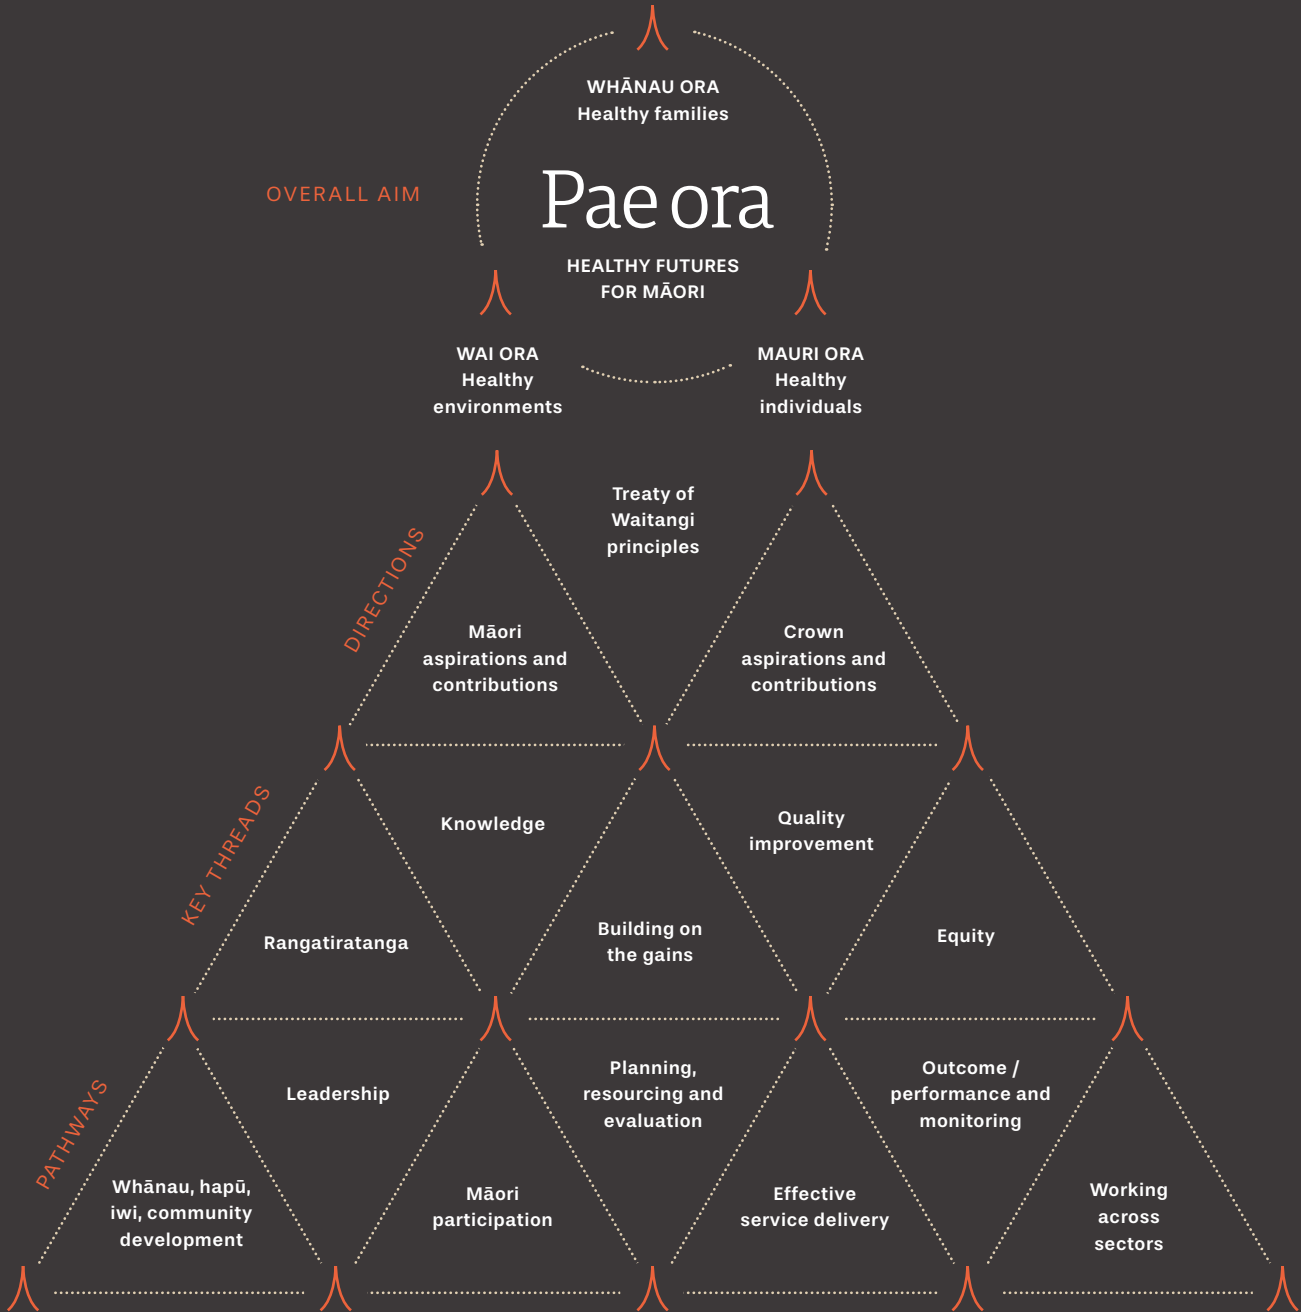 WHĀNAU ORA
Healthy families
OVERALL AIM
Pae ora
HEALTHY FUTURES
FOR MĀORI
WAI ORA
Healthy
environments
MAURI ORA
Healthy
individuals
DIRECTIONS
Treaty of
Waitangi
principles
Māori
aspirations and
contributions
Crown
aspirations and
contributions
KEY THREADS
Knowledge
Quality
improvement
Rangatiratanga
Building on
the gains
Equity
PATHWAYS
Leadership
Planning,
resourcing and
evaluation
Outcome /
performance and
monitoring
Whānau, hapū,
iwi, community
development
Māori
participation
Effective
service delivery
Working
across
sectors